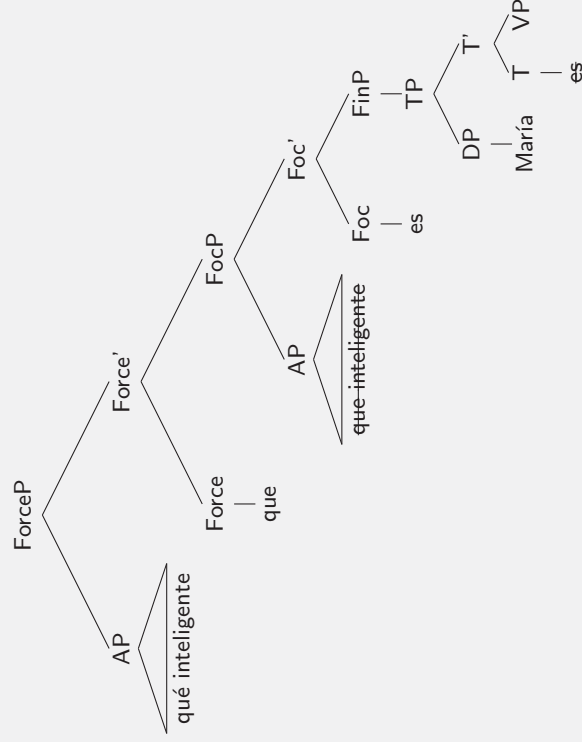 ForceP
AP
Force'
qué inteligente
Force
FocP
que
AP
Foc'
que inteligente
Foc
FinP
es
TP
DP
T'
María
T
VP
es